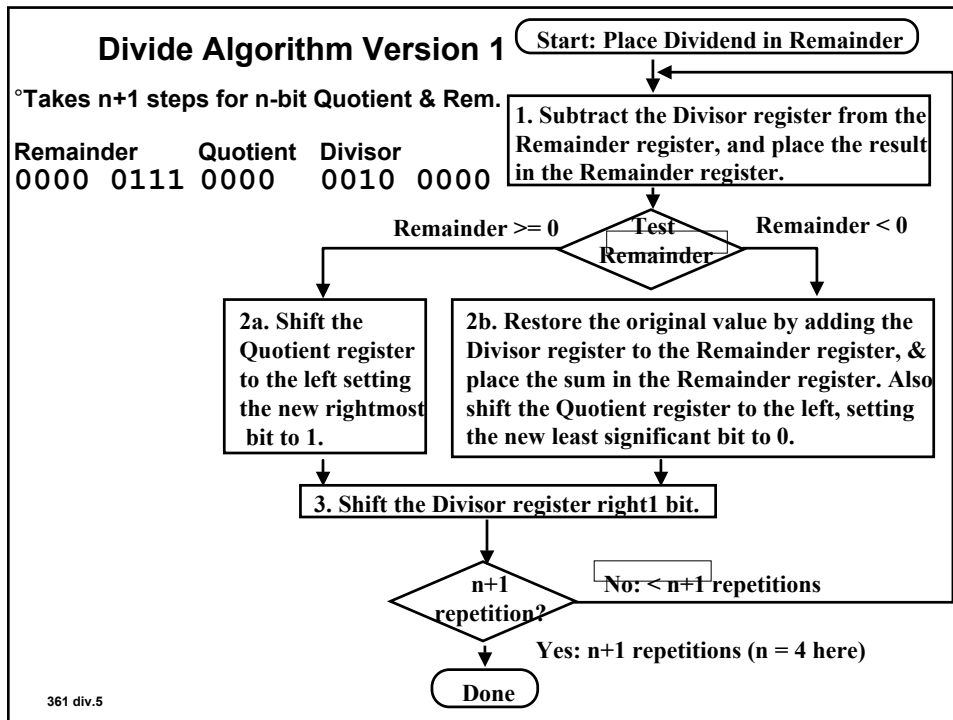 Divide Algorithm Version 1
Start: Place Dividend in Remainder
°Takes n+1 steps for n-bit Quotient & Rem.
Remainder Quotient Divisor
0000 0111 0000 0010 0000
1. Subtract the Divisor register from the
Remainder register, and place the result
in the Remainder register.
Remainder >= 0
Test
Remainder
Remainder < 0
2a. Shift the
Quotient register
to the left setting
the new rightmost
bit to 1.
2b. Restore the original value by adding the
Divisor register to the Remainder register, &
place the sum in the Remainder register. Also
shift the Quotient register to the left, setting
the new least significant bit to 0.
3. Shift the Divisor register right1 bit.
n+1
repetition?
No: < n+1 repetitions
Yes: n+1 repetitions (n = 4 here)
Done
361 div.5